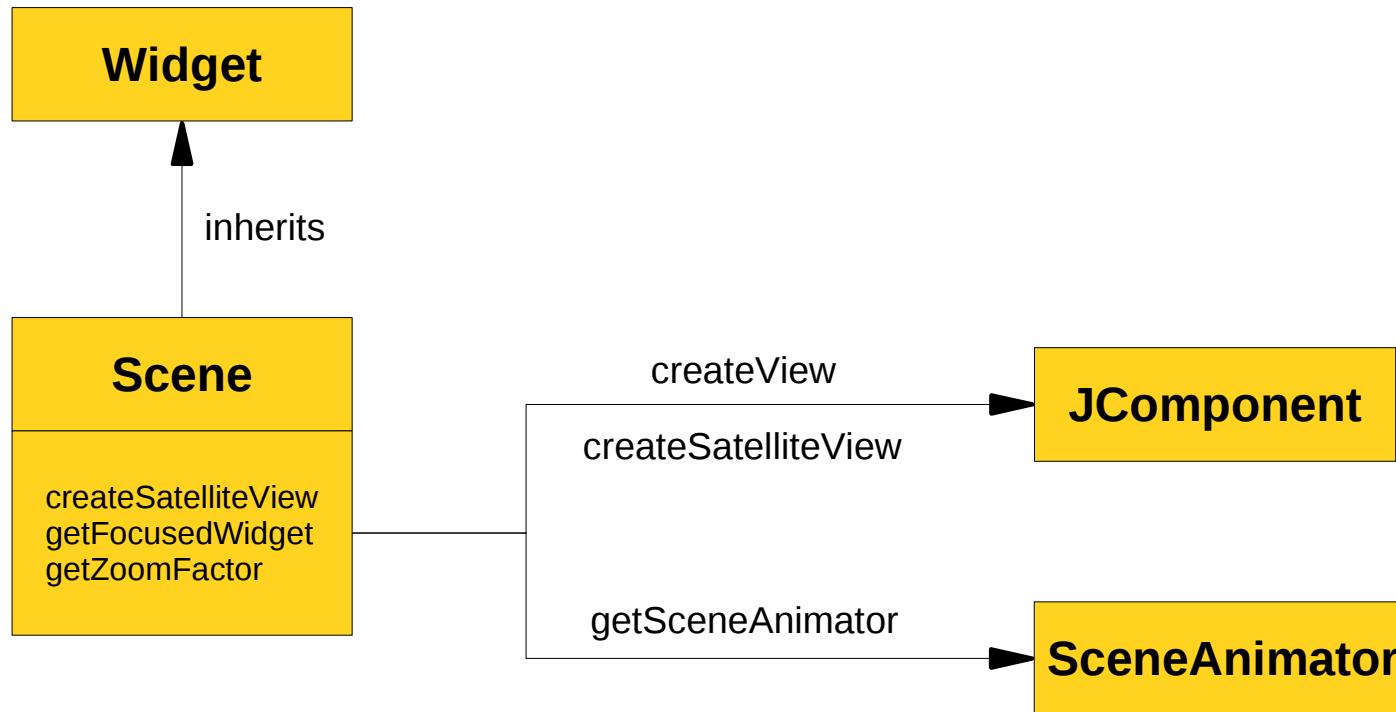 Widget
inherits
Scene
createSatelliteView
getFocusedWidget
getZoomFactor
createView
createSatelliteView
JComponent
getSceneAnimator
SceneAnimator